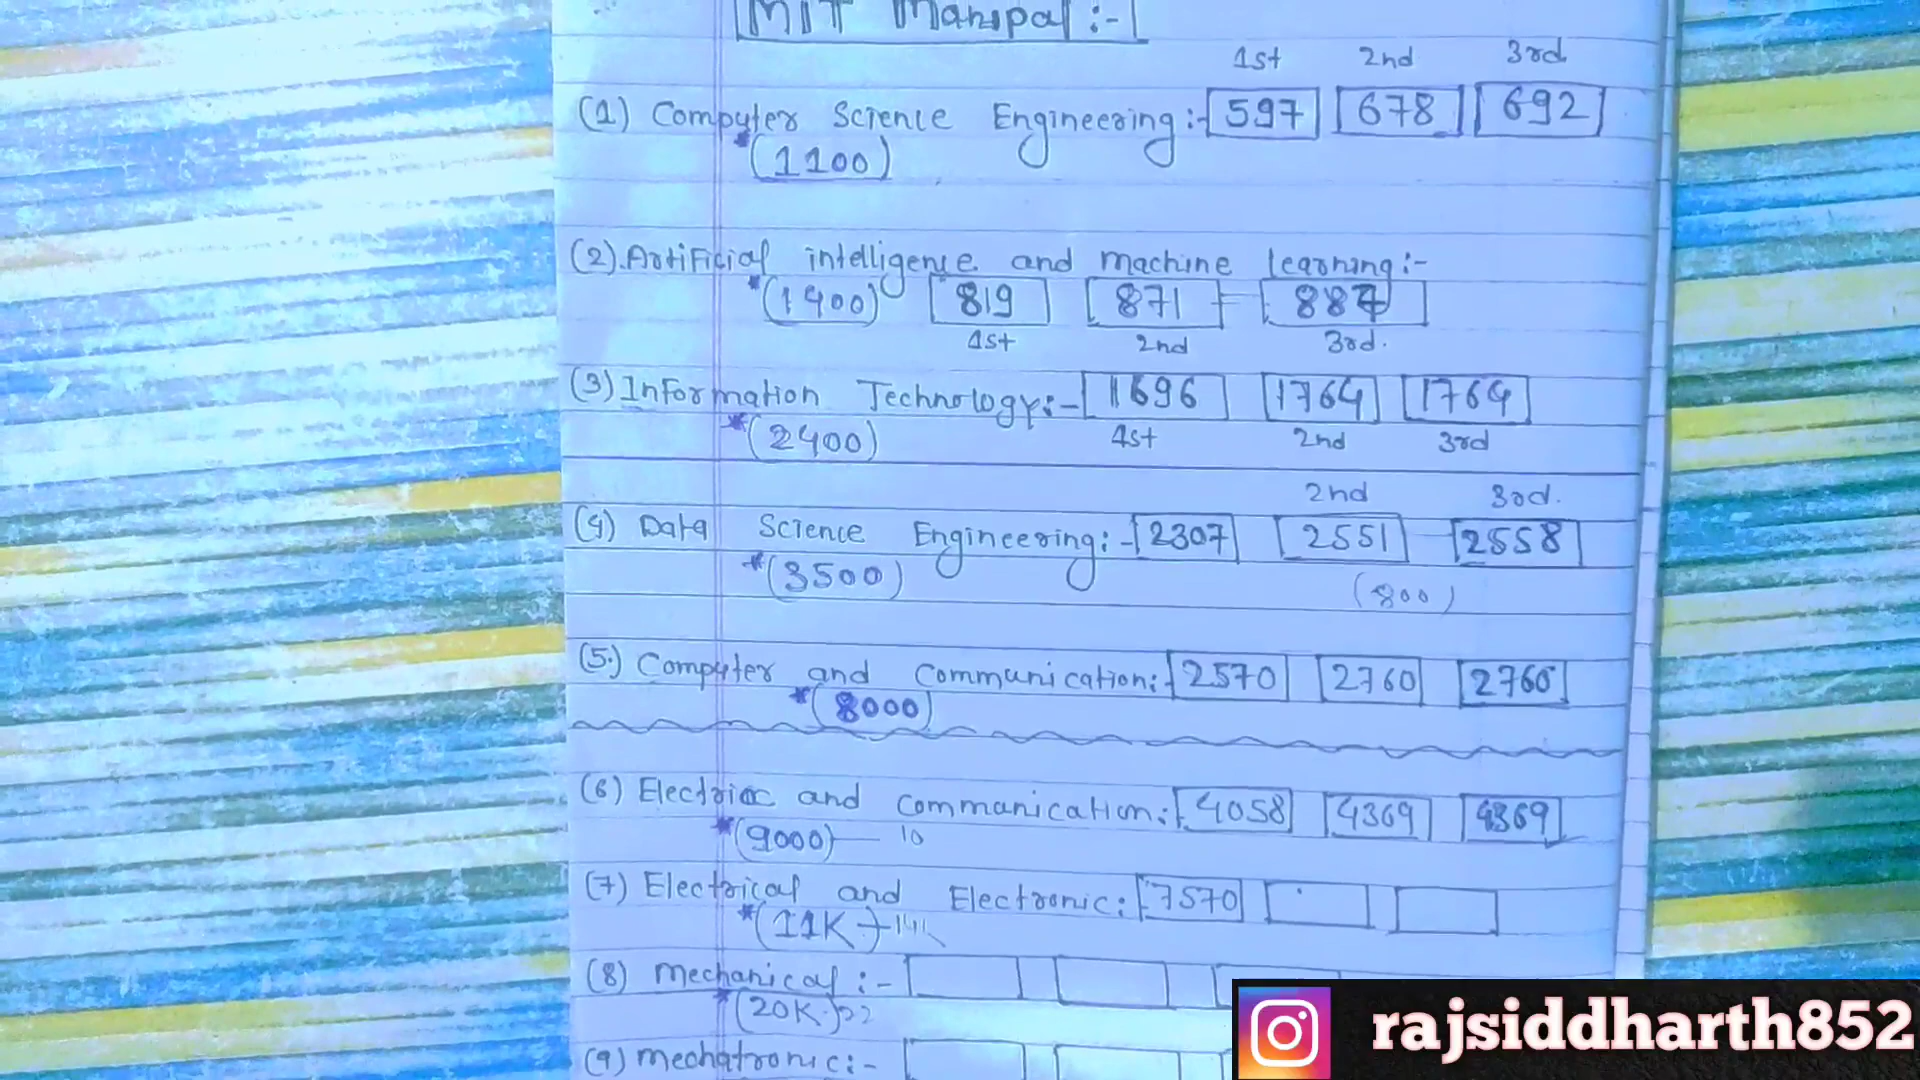 MIT Manipal :-
1st 2nd 3rd
(1) Computer Science Engineering :- 597 678 692
*(1100)
(2). Artificial intelligence and machine learning :-
*(1400) 819 871 887
1st 2nd 3rd.
(3) Information Technology :- 1696 1764 1764
*(2400) 1st 2nd 3rd
2nd 3rd.
(4) Data Science Engineering :- 2307 2551 2558
*(3500) (800)
(5.) Computer and Communication: 2570 2760 2760
*(8000)
(6) and communication: 4058 4369 4369
*(9000) — 10
(7) Electrical and Electronic: 7570
*(11K
(8) mechanical :-
*(20K.) 22
(9) mechatronic :-
rajsiddharth852